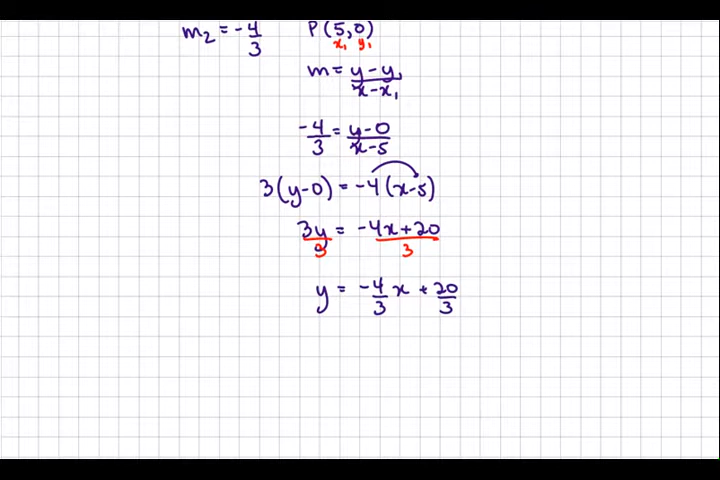 m₂ = -4/3 P(5,0)
x₁ y₁
m = y-y₁/x-x₁
-4/3 = y-0/x-5
3(y-0) = -4(x-5)
3y/3 = -4x+20/3
y = -4/3 x + 20/3